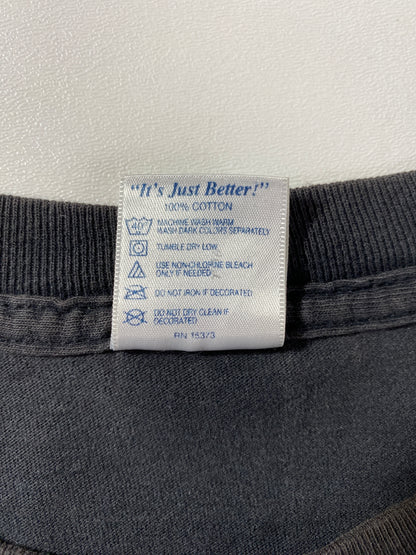 "It's Just Better!"
100% COTTON
40° MACHINE WASH WARM
WASH DARK COLORS SEPARATELY
TUMBLE DRY LOW
USE NON-CHLORINE BLEACH
ONLY IF NEEDED
DO NOT IRON IF DECORATED
DO NOT DRY CLEAN IF
DECORATED
RN 15373